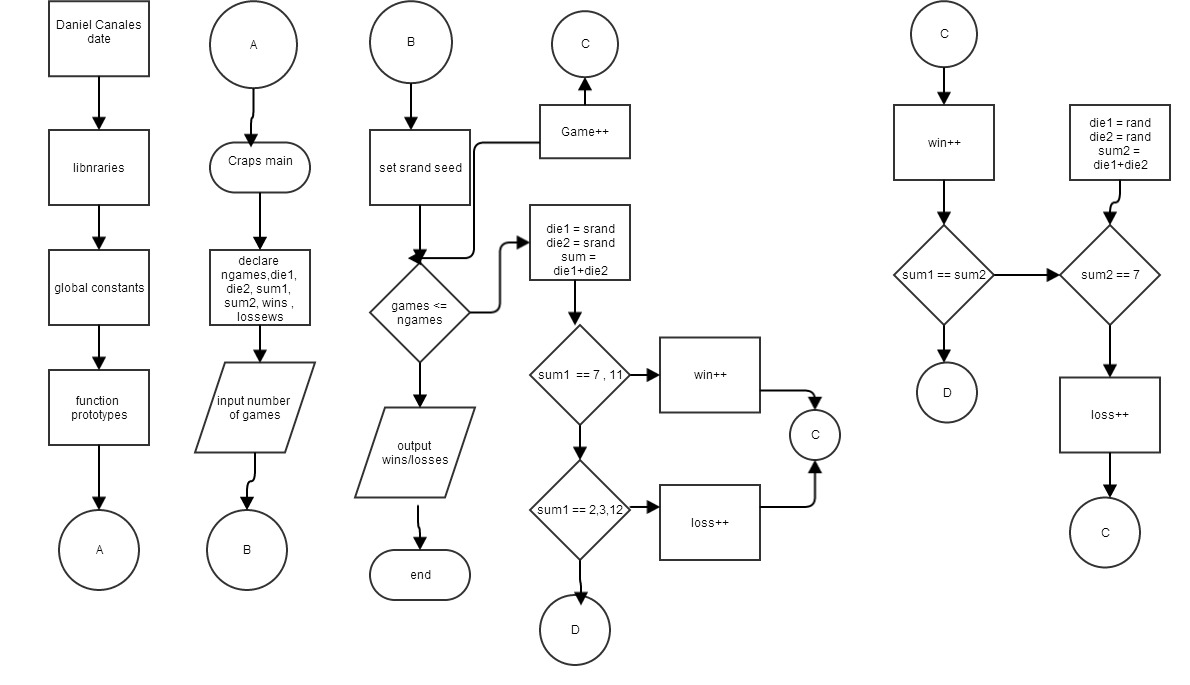 Daniel Canales
date
libnraries
global constants
function
prototypes
A
A
Craps main
declare
ngames,die1,
die2, sum1,
sum2, wins ,
lossews
input number
of games
B
B
set srand seed
games <=
ngames
output
wins/losses
end
C
Game++
die1 = srand
die2 = srand
sum =
die1+die2
sum1 == 7 , 11
win++
C
sum1 == 2,3,12
loss++
D
C
win++
sum1 == sum2
D
die1 = rand
die2 = rand
sum2 =
die1+die2
sum2 == 7
loss++
C